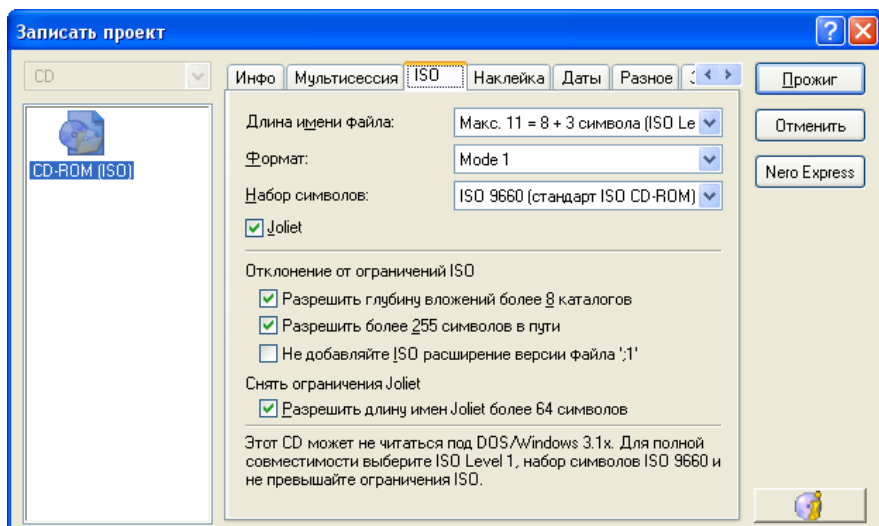 Записать проект
CD
Инфо Мультисессия ISO Наклейка Даты Разное
Прожиг
Длина имени файла: Макс. 11 = 8 + 3 символа (ISO Le
Отменить
Формат: Mode 1
CD-ROM (ISO)
Nero Express
Набор символов: ISO 9660 (стандарт ISO CD-ROM)
Joliet
Отклонение от ограничений ISO
Разрешить глубину вложений более 8 каталогов
Разрешить более 255 символов в пути
Не добавляйте ISO расширение версии файла ';1'
Снять ограничения Joliet
Разрешить длину имен Joliet более 64 символов
Этот CD может не читаться под DOS/Windows 3.1x. Для полной
совместимости выберите ISO Level 1, набор символов ISO 9660 и
не превышайте ограничения ISO.